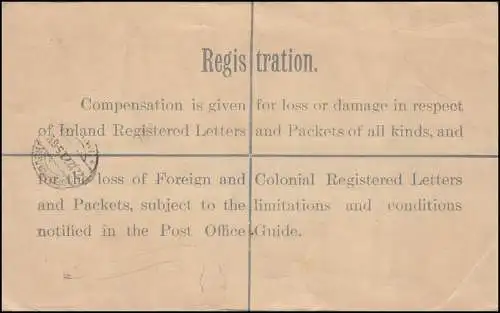 Registration.
Compensation is given for loss or damage in respect
of Inland Registered Letters and Packets of all kinds, and
for the loss of Foreign and Colonial Registered Letters
and Packets, subject to the limitations and conditions
notified in the Post Office Guide.